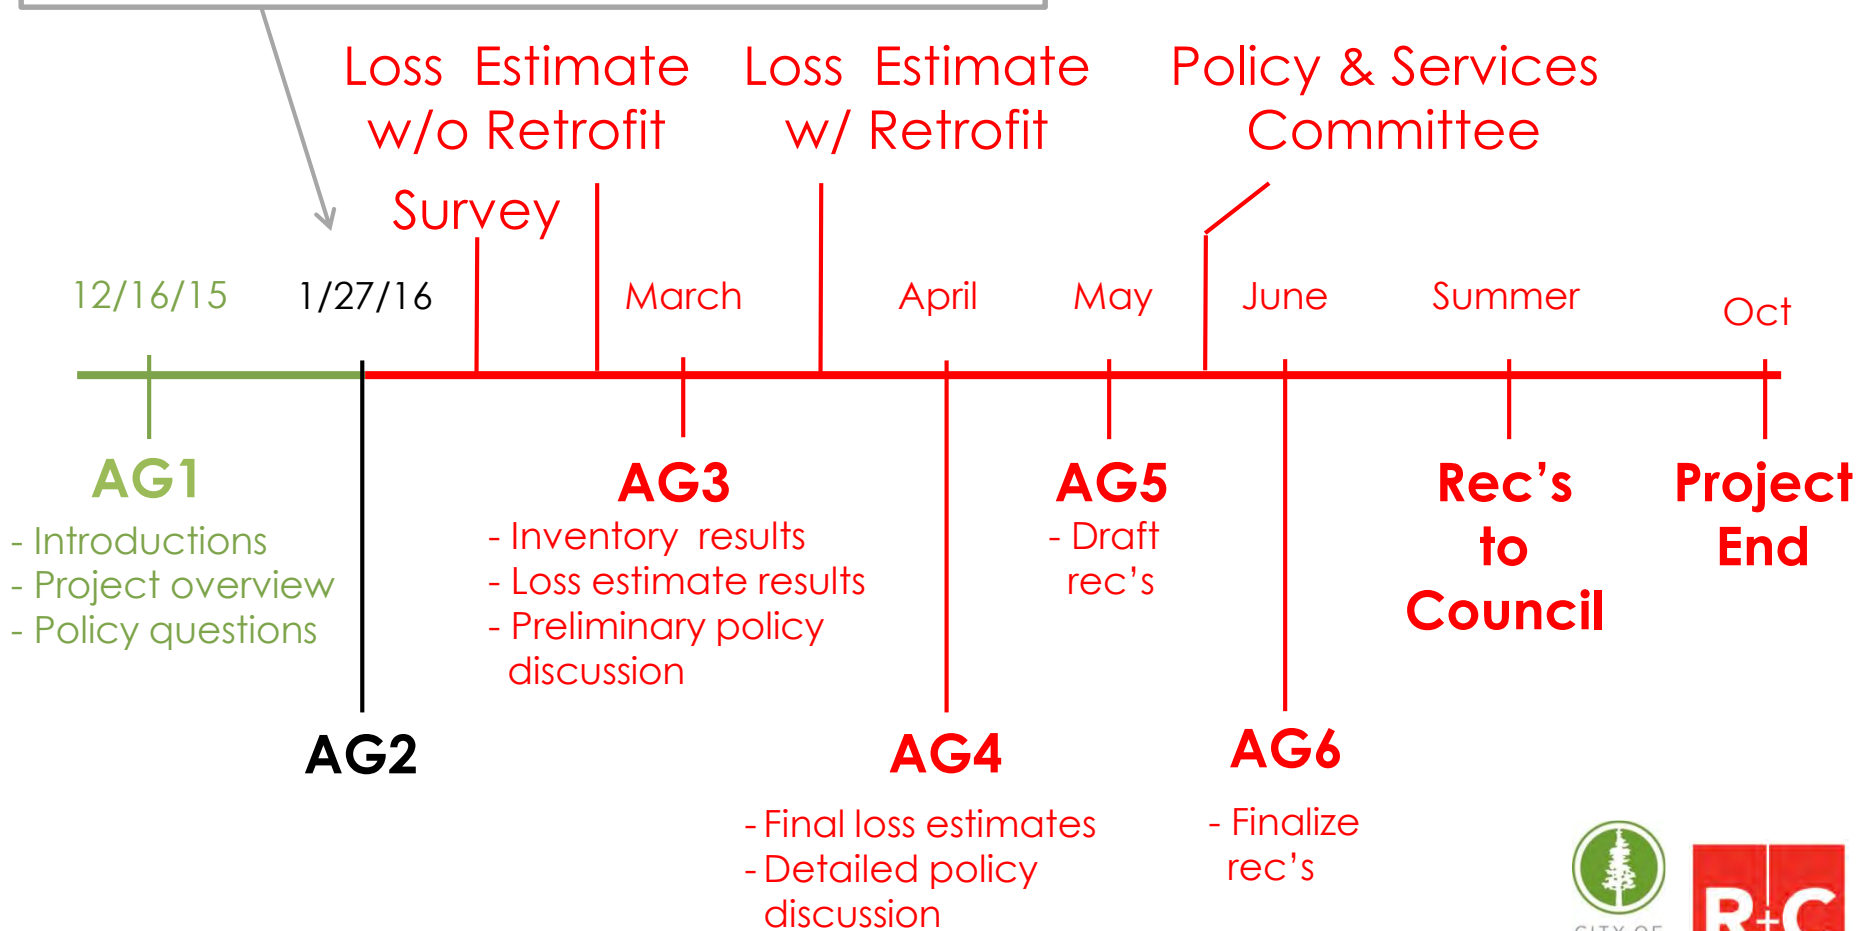 Loss Estimate
w/o Retrofit
Loss Estimate
w/ Retrofit
Policy & Services
Committee
Survey
12/16/15
1/27/16
March
April
May
June
Summer
Oct
AG1
- Introductions
- Project overview
- Policy questions
AG2
AG3
- Inventory results
- Loss estimate results
- Preliminary policy
discussion
AG4
- Final loss estimates
- Detailed policy
discussion
AG5
- Draft
rec's
AG6
- Finalize
rec's
Rec's
to
Council
Project
End
CITY OF
R+C